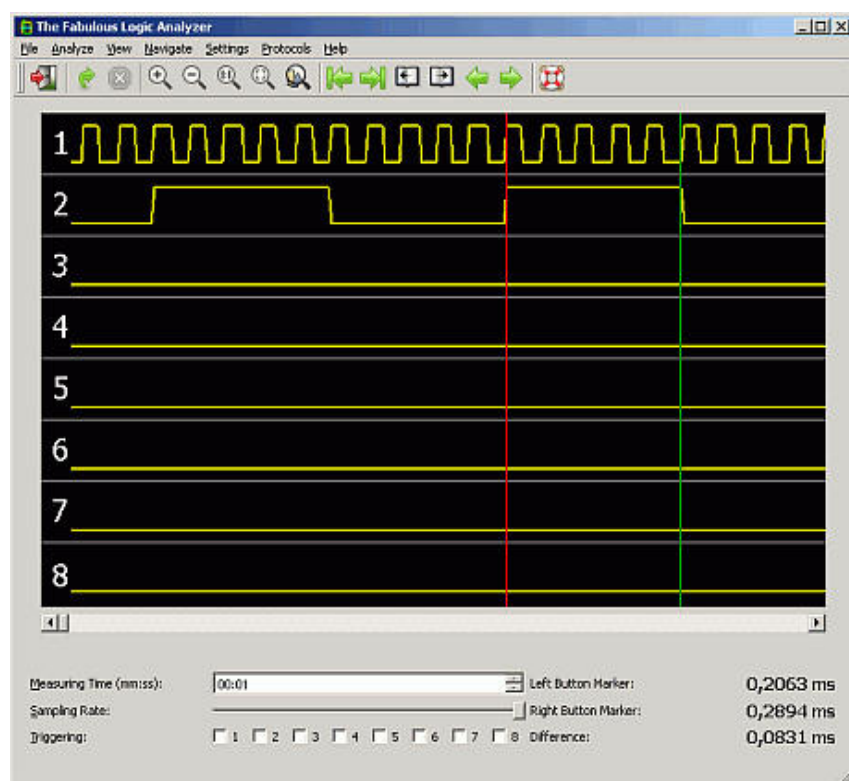 The Fabulous Logic Analyzer
File Analyze View Navigate Settings Protocols Help
1
2
3
4
5
6
7
8
Measuring Time (mm:ss): 00:01 Left Button Marker: 0,2063 ms
Sampling Rate: Right Button Marker: 0,2894 ms
Triggering: 1 2 3 4 5 6 7 8 Difference: 0,0831 ms